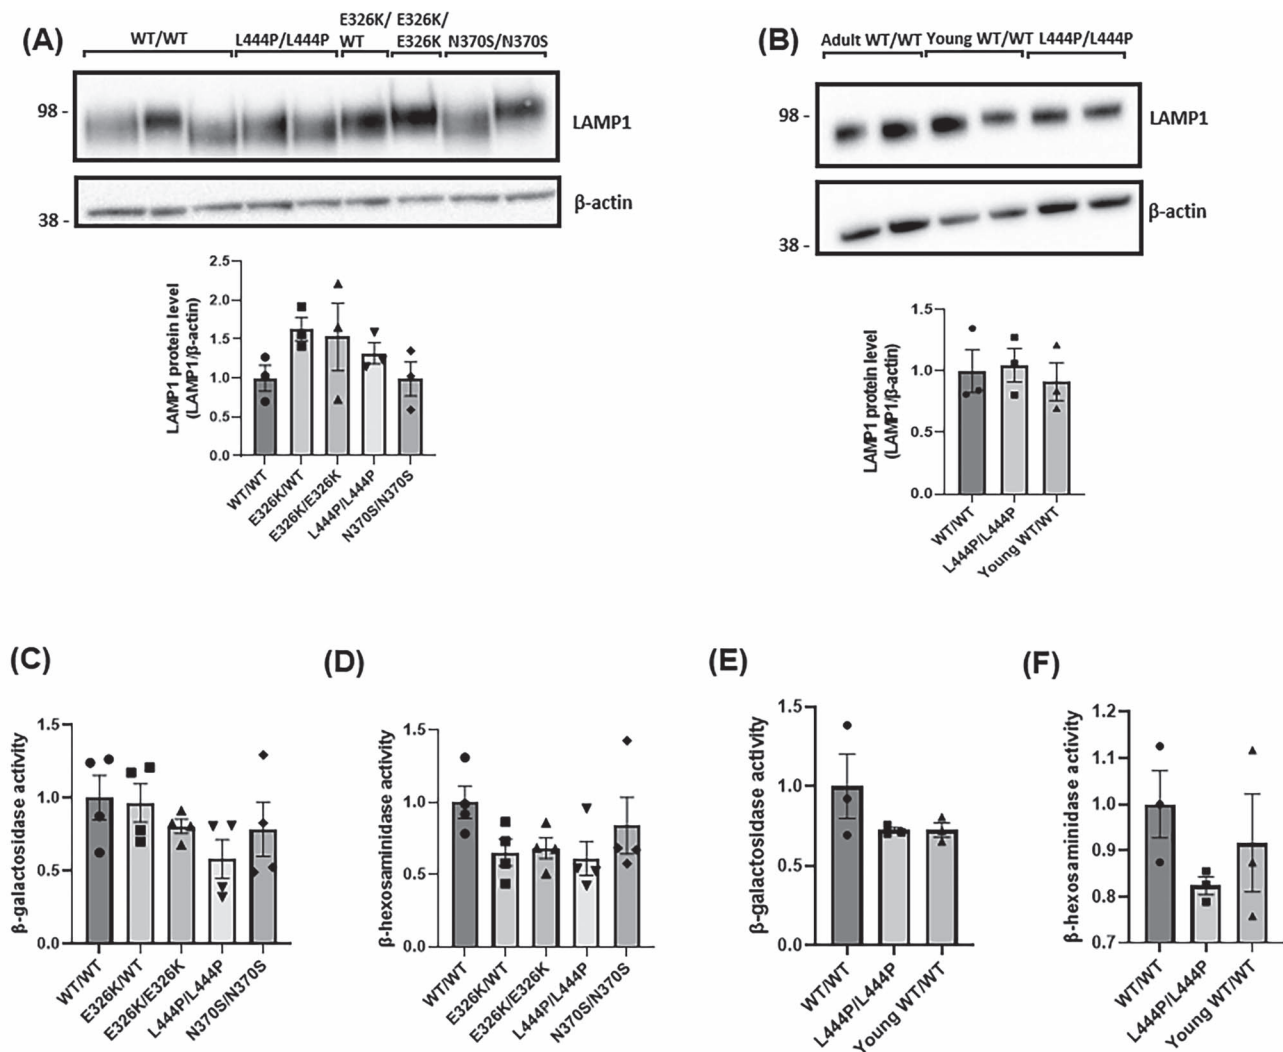 (A)
WT/WT
L444P/L444P
E326K/
WT
E326K/
E326K
N370S/N370S
98 -
LAMP1
β-actin
38 -
LAMP1 protein level
(LAMP1/β-actin)
2.5
2.0
1.5
1.0
0.5
0.0
WT/WT
E326K/WT
E326K/E326K
L444P/L444P
N370S/N370S
(B)
Adult WT/WT
Young WT/WT
L444P/L444P
98 -
LAMP1
β-actin
38 -
LAMP1 protein level
(LAMP1/β-actin)
1.5
1.0
0.5
0.0
WT/WT
L444P/L444P
Young WT/WT
(C)
β-galactosidase activity
1.5
1.0
0.5
0.0
WT/WT
E326K/WT
E326K/E326K
L444P/L444P
N370S/N370S
(D)
β-hexosaminidase activity
1.5
1.0
0.5
0.0
WT/WT
E326K/WT
E326K/E326K
L444P/L444P
N370S/N370S
(E)
β-galactosidase activity
1.5
1.0
0.5
0.0
WT/WT
L444P/L444P
Young WT/WT
(F)
β-hexosaminidase activity
1.2
1.1
1.0
0.9
0.8
0.7
WT/WT
L444P/L444P
Young WT/WT